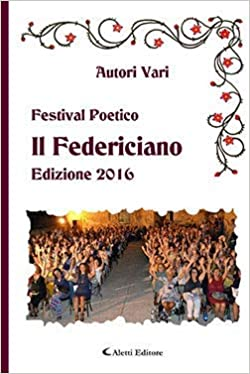 Autori Vari
Festival Poetico
Il Federiciano
Edizione 2016
Aletti Editore